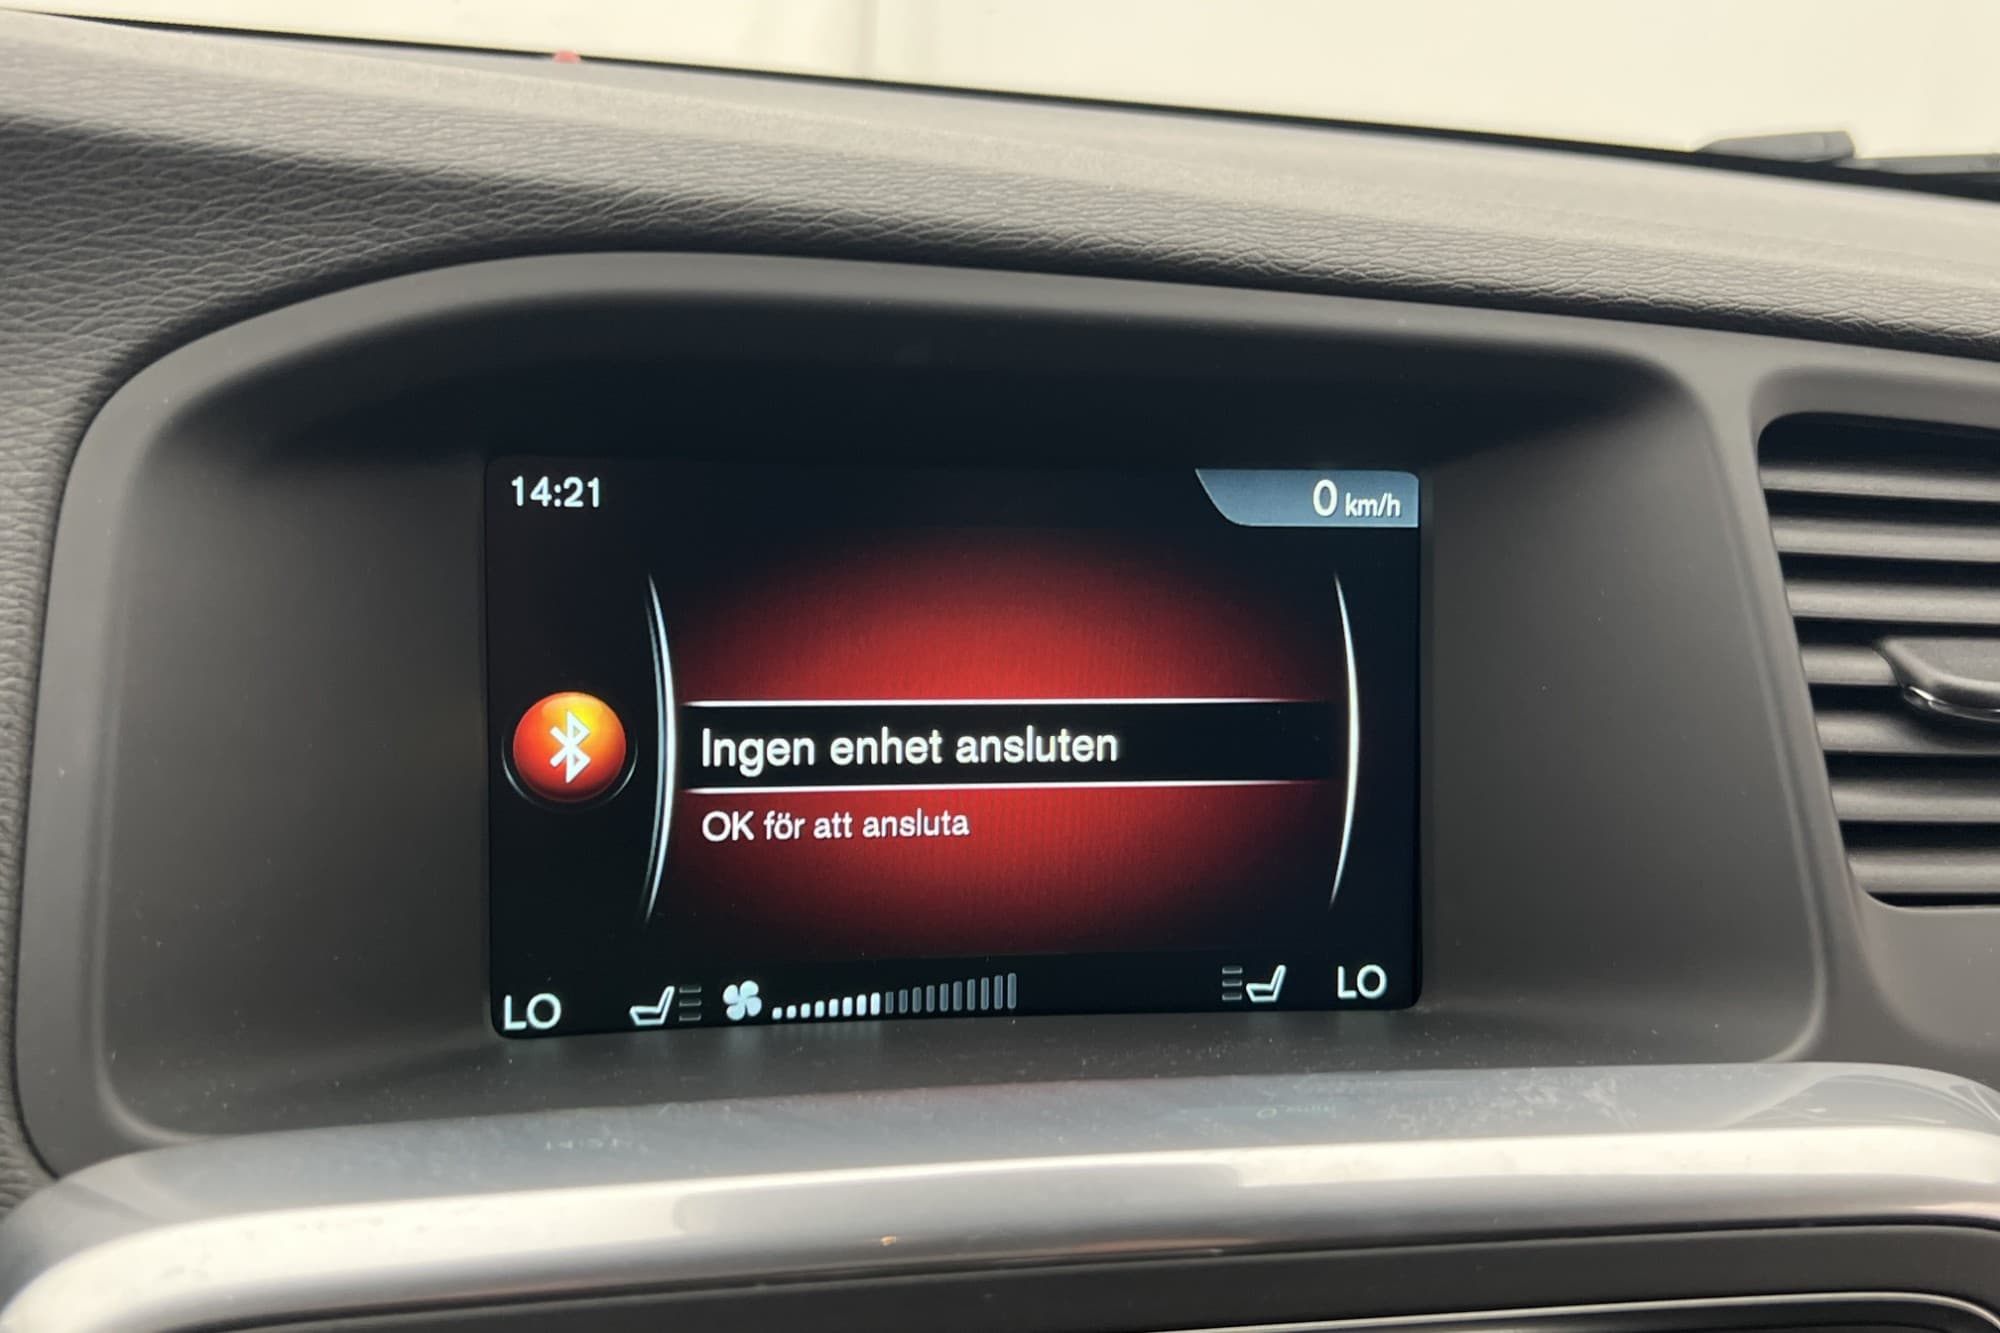 14:21
0 km/h
Ingen enhet ansluten
OK för att ansluta
LO
LO